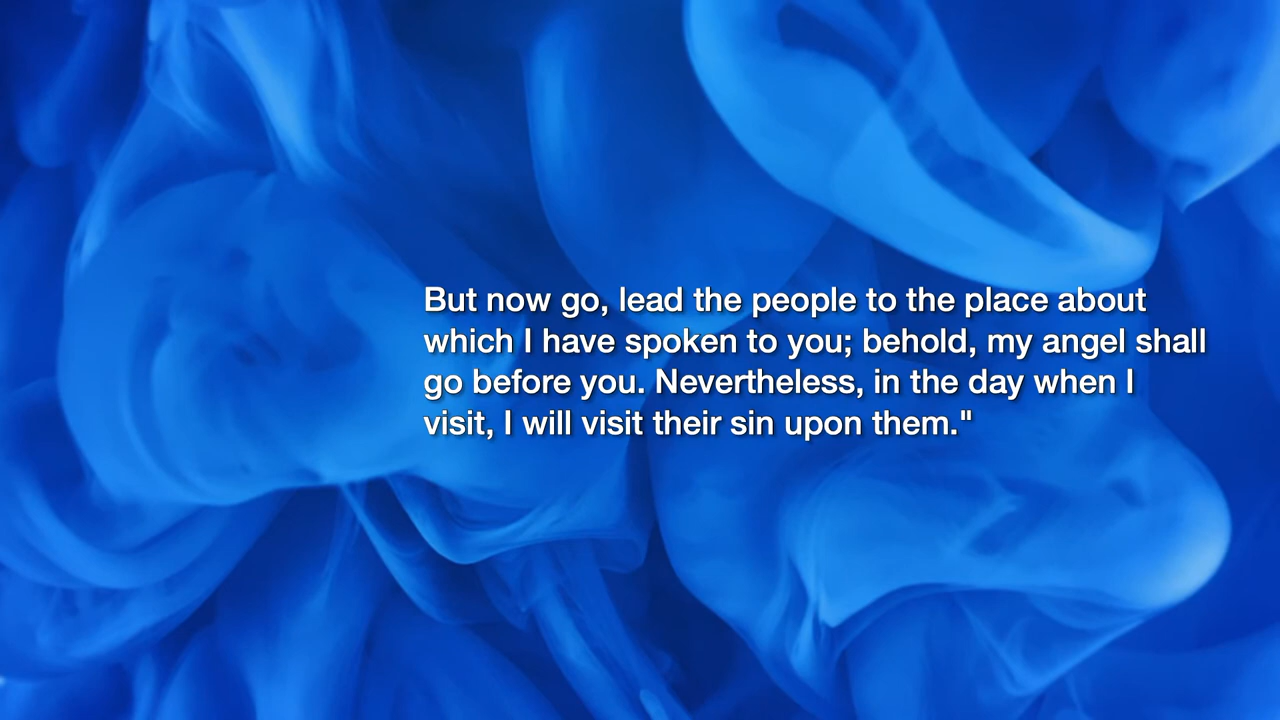 But now go, lead the people to the place about
which I have spoken to you; behold, my angel shall
go before you. Nevertheless, in the day when I
visit, I will visit their sin upon them."